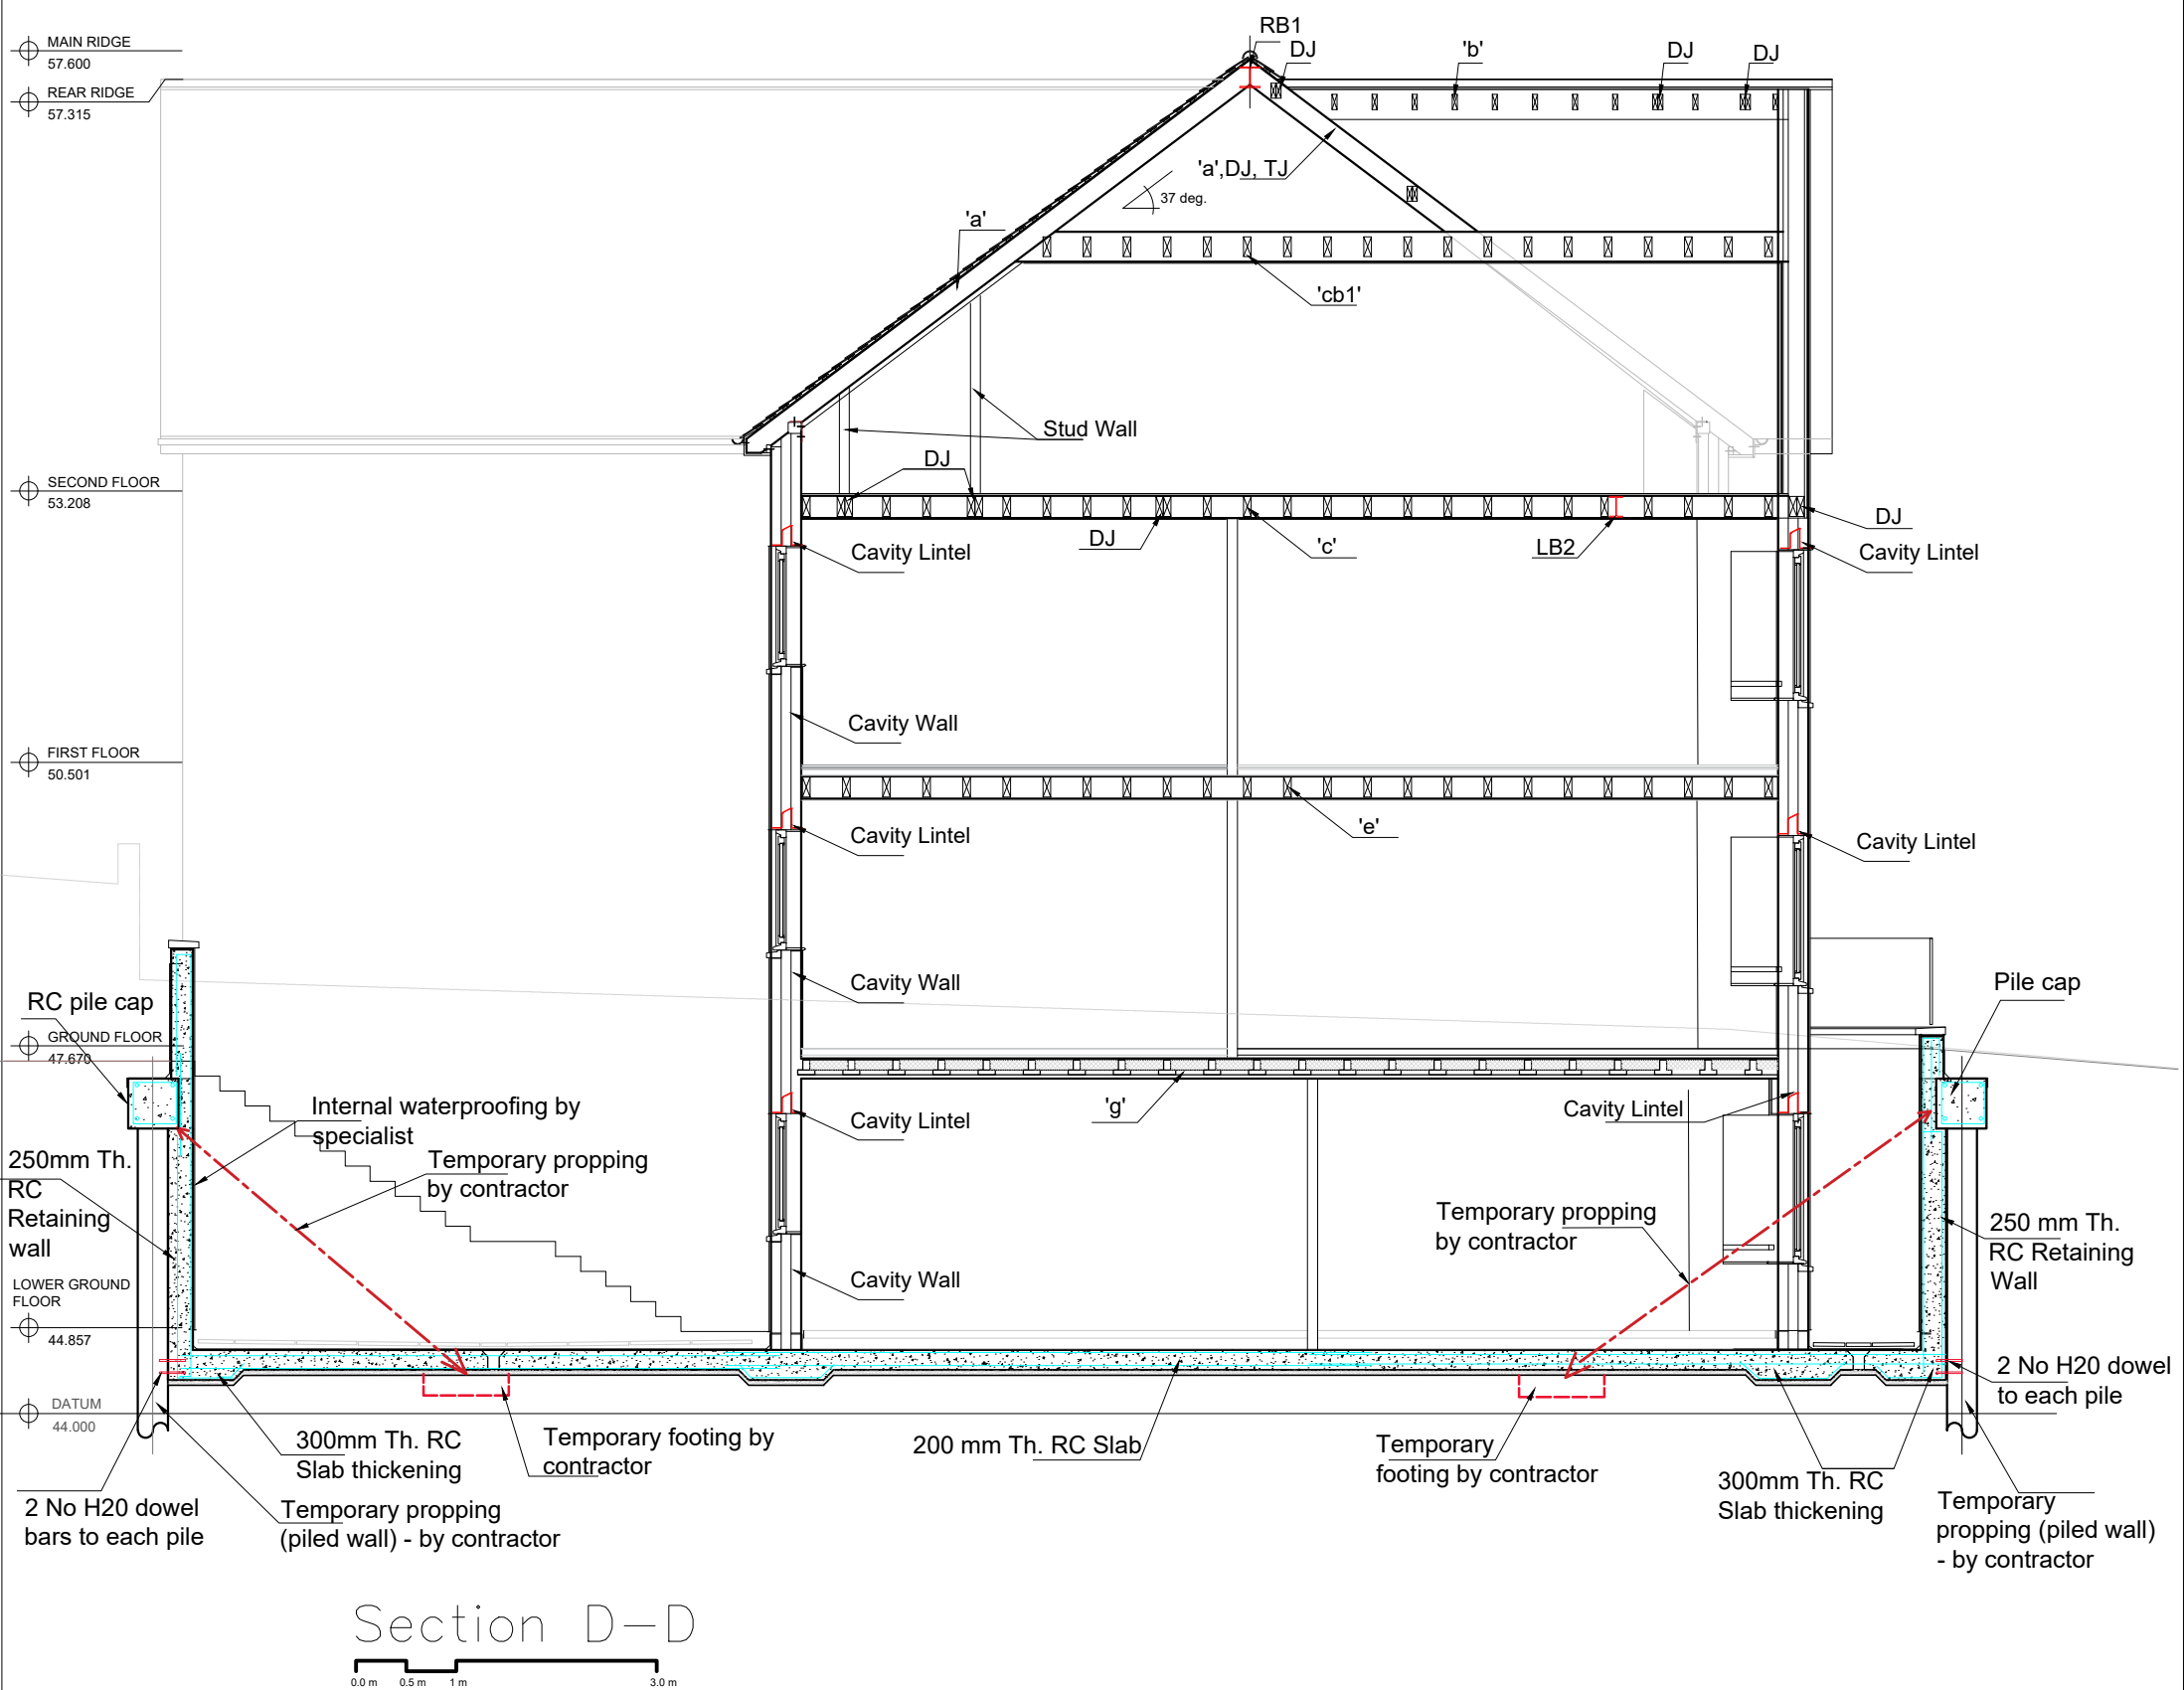 RB1
MAIN RIDGE
57.600
DJ
'b'
DJ
DJ
REAR RIDGE
57.315
'a',DJ, TJ
37 deg.
'a'
'cb1'
Stud Wall
DJ
SECOND FLOOR
53.208
DJ
Cavity Lintel
DJ
'c'
LB2
Cavity Lintel
Cavity Wall
FIRST FLOOR
50.501
Cavity Lintel
'e'
Cavity Lintel
Cavity Wall
Pile cap
RC pile cap
GROUND FLOOR
47.670
Internal waterproofing by
specialist
Cavity Lintel
'g'
Cavity Lintel
250mm Th.
RC
Retaining
wall
Temporary propping
by contractor
Temporary propping
by contractor
250 mm Th.
RC Retaining
Wall
Cavity Wall
LOWER GROUND
FLOOR
44.857
2 No H20 dowel
to each pile
DATUM
44.000
300mm Th. RC
Slab thickening
Temporary footing by
contractor
200 mm Th. RC Slab
Temporary
footing by contractor
300mm Th. RC
Slab thickening
2 No H20 dowel
bars to each pile
Temporary propping
(piled wall) - by contractor
Temporary
propping (piled wall)
- by contractor
Section D-D
0.0 m 0.5 m 1 m 3.0 m